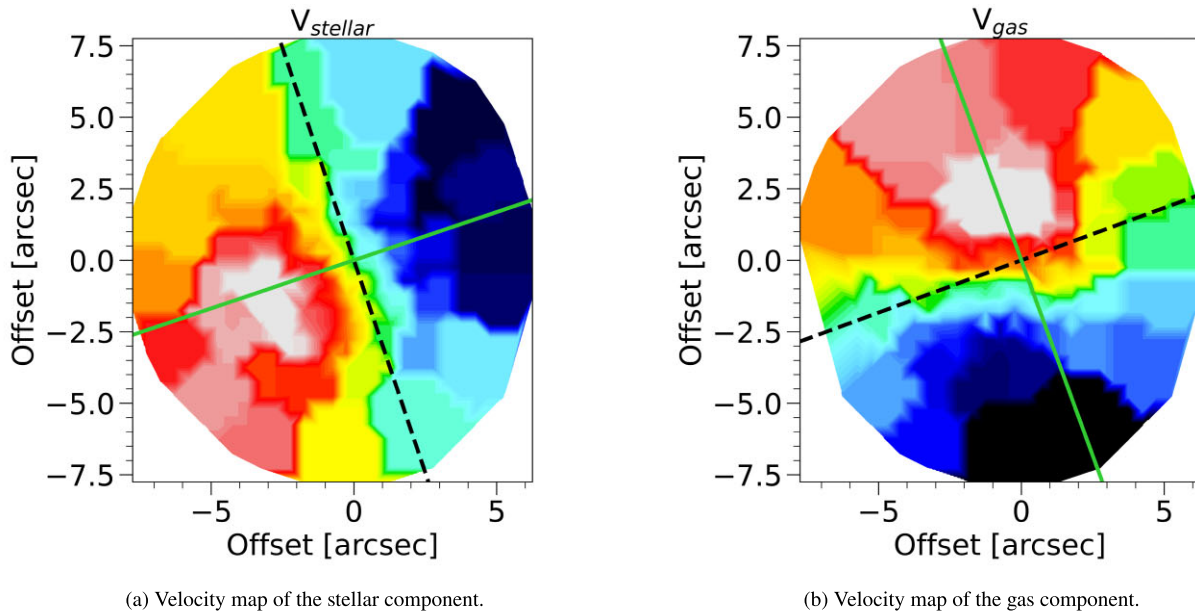 V_stellar
V_gas
7.5
5.0
2.5
0.0
−2.5
−5.0
−7.5
Offset [arcsec]
−5
0
5
Offset [arcsec]
7.5
5.0
2.5
0.0
−2.5
−5.0
−7.5
Offset [arcsec]
−5
0
5
Offset [arcsec]
(a) Velocity map of the stellar component.
(b) Velocity map of the gas component.